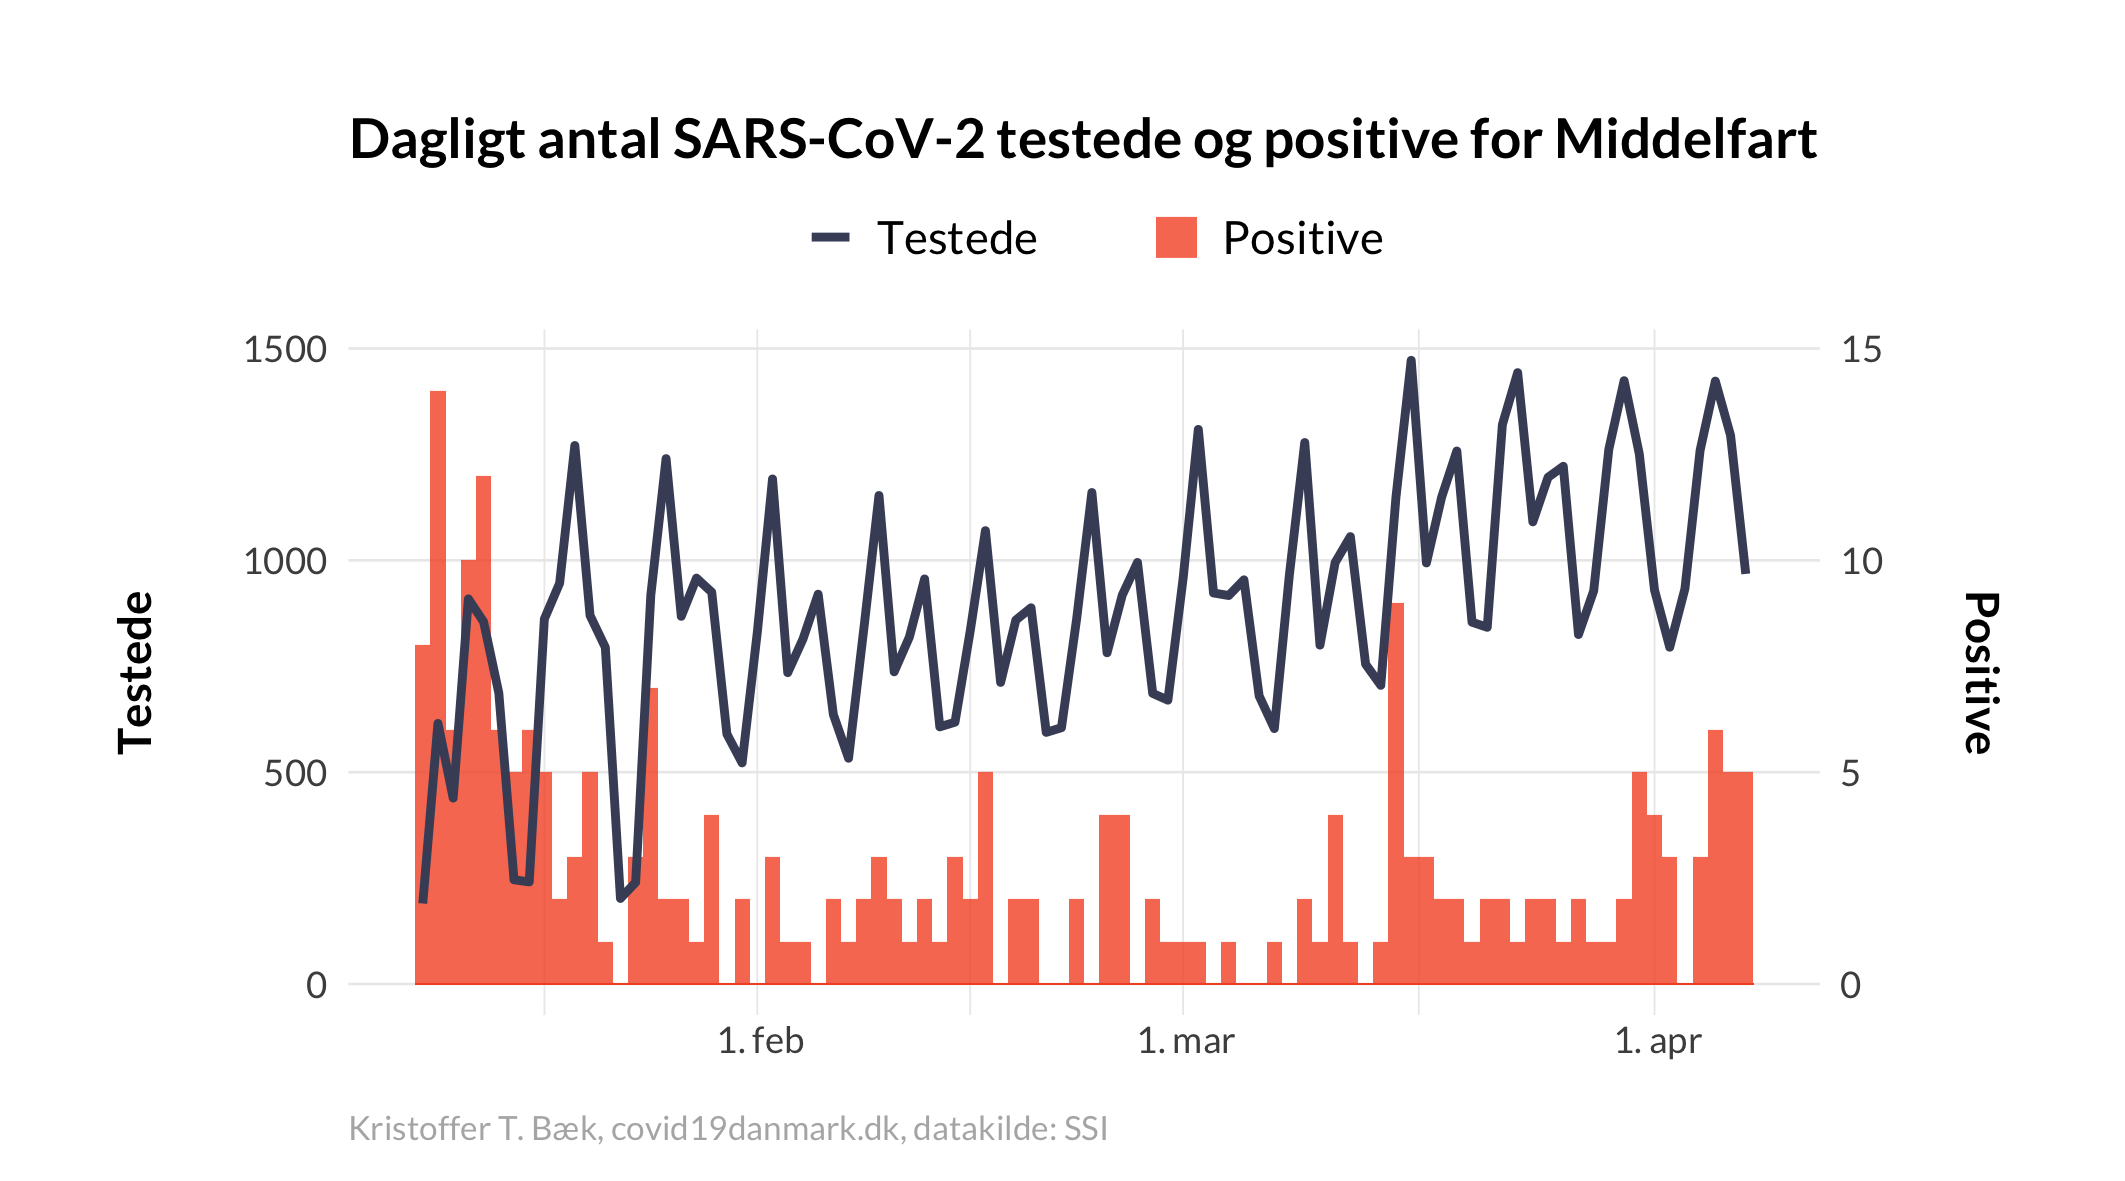 Dagligt antal SARS-CoV-2 testede og positive for Middelfart
Testede
Positive
1500
1000
500
0
Testede
15
10
5
0
Positive
1. feb
1. mar
1. apr
Kristoffer T. Bæk, covid19danmark.dk, datakilde: SSI